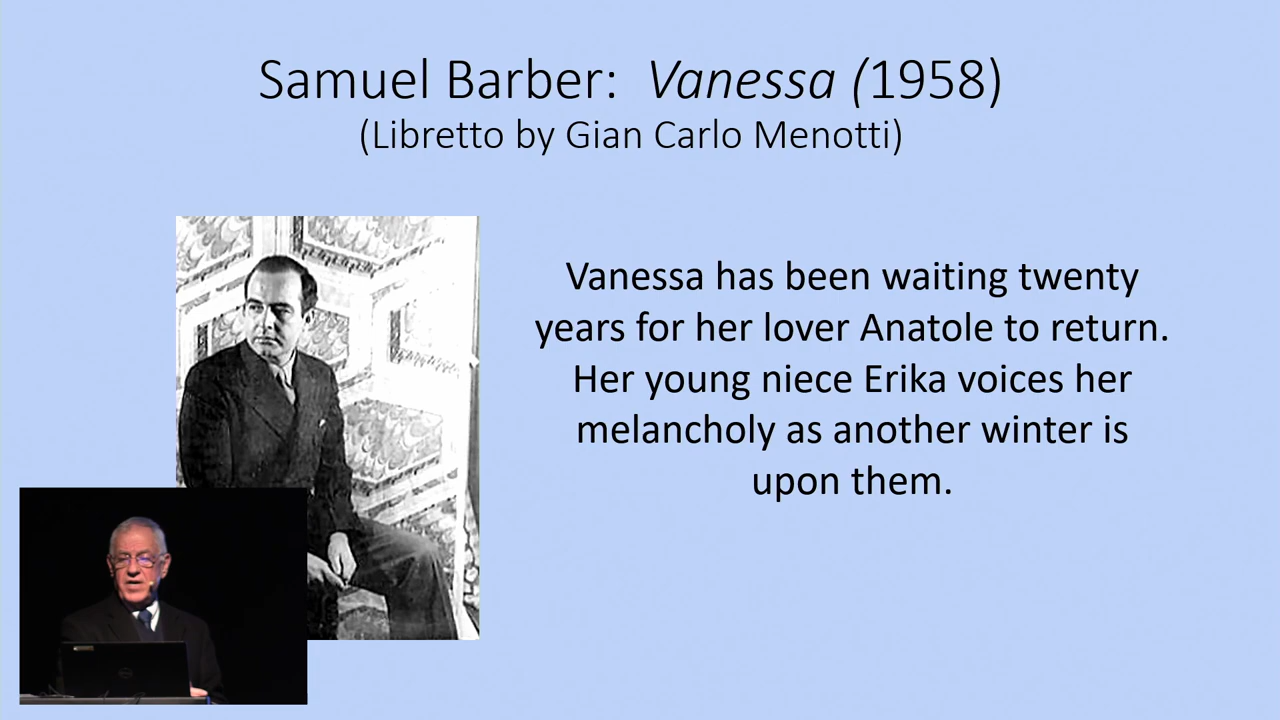 Samuel Barber: Vanessa (1958)
(Libretto by Gian Carlo Menotti)
Vanessa has been waiting twenty
years for her lover Anatole to return.
Her young niece Erika voices her
melancholy as another winter is
upon them.